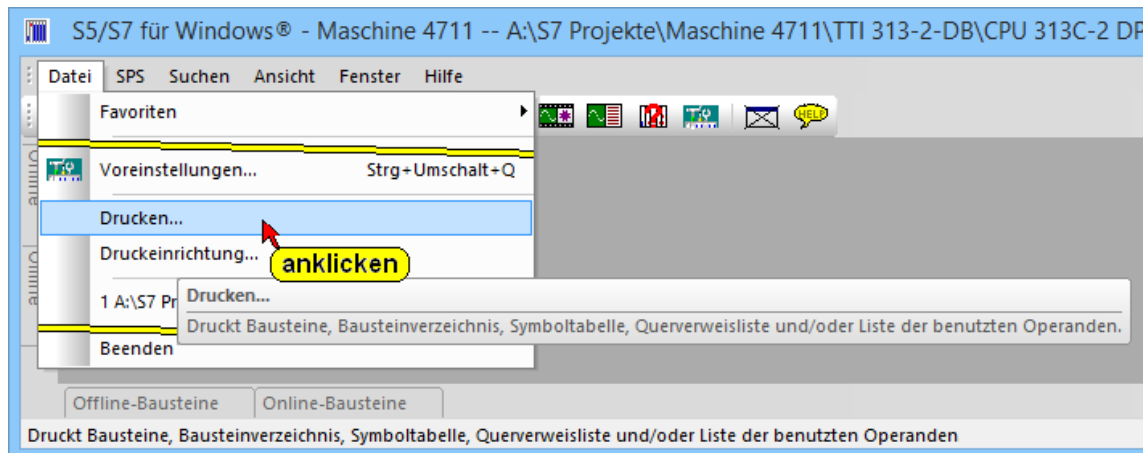 S5/S7 für Windows® - Maschine 4711 -- A:\S7 Projekte\Maschine 4711\TTI 313-2-DB\CPU 313C-2 DP
Datei SPS Suchen Ansicht Fenster Hilfe
Favoriten
HELP
Voreinstellungen... Strg+Umschalt+Q
Drucken...
Druckeinrichtung...
anklicken
1 A:\S7 Pr
Drucken...
Druckt Bausteine, Bausteinverzeichnis, Symboltabelle, Querverweisliste und/oder Liste der benutzten Operanden.
Beenden
Offline-Bausteine Online-Bausteine
Druckt Bausteine, Bausteinverzeichnis, Symboltabelle, Querverweisliste und/oder Liste der benutzten Operanden